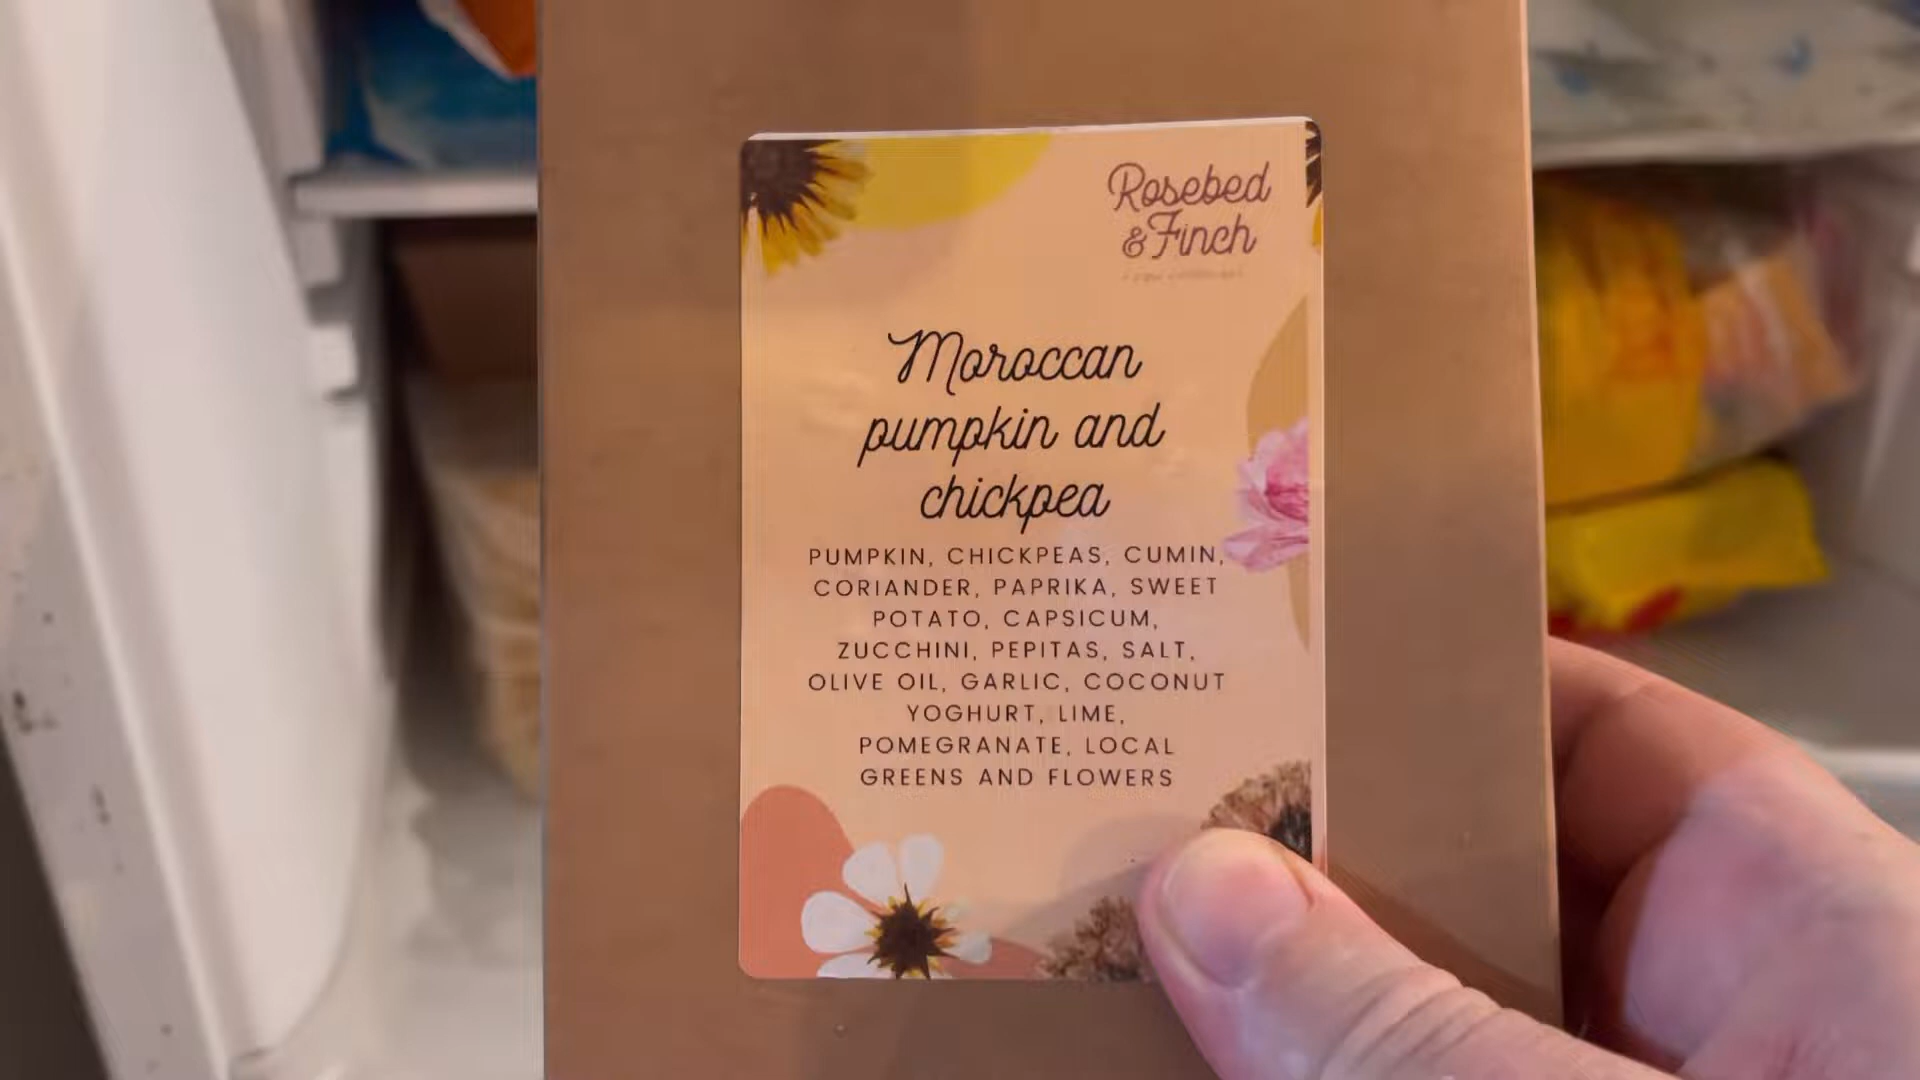 Rosebed
& Finch
Moroccan
pumpkin and
chickpea
PUMPKIN, CHICKPEAS, CUMIN,
CORIANDER, PAPRIKA, SWEET
POTATO, CAPSICUM,
ZUCCHINI, PEPITAS, SALT,
OLIVE OIL, GARLIC, COCONUT
YOGHURT, LIME,
POMEGRANATE, LOCAL
GREENS AND FLOWERS